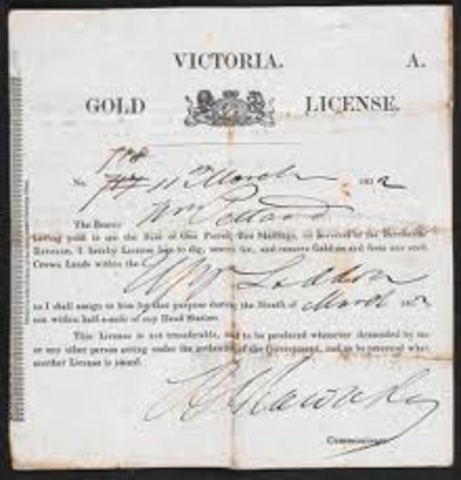 VICTORIA. A.
GOLD LICENSE.
No. 11th March 1852
The Bearer Wm Pollard
having paid to me the Sum of One Pound, Ten Shillings, on account of the Territorial
Revenue, I hereby License him to dig, search for, and remove Gold on and from any such
Crown Lands within the Upper Loddon
as I shall assign to him for that purpose during the Month of March 1852
not within half-a-mile of any Head Station.
This License is not transferable, and to be produced whenever demanded by me
or any other person acting under the authority of the Government, and to be returned when
another License is issued.
Commissioner.